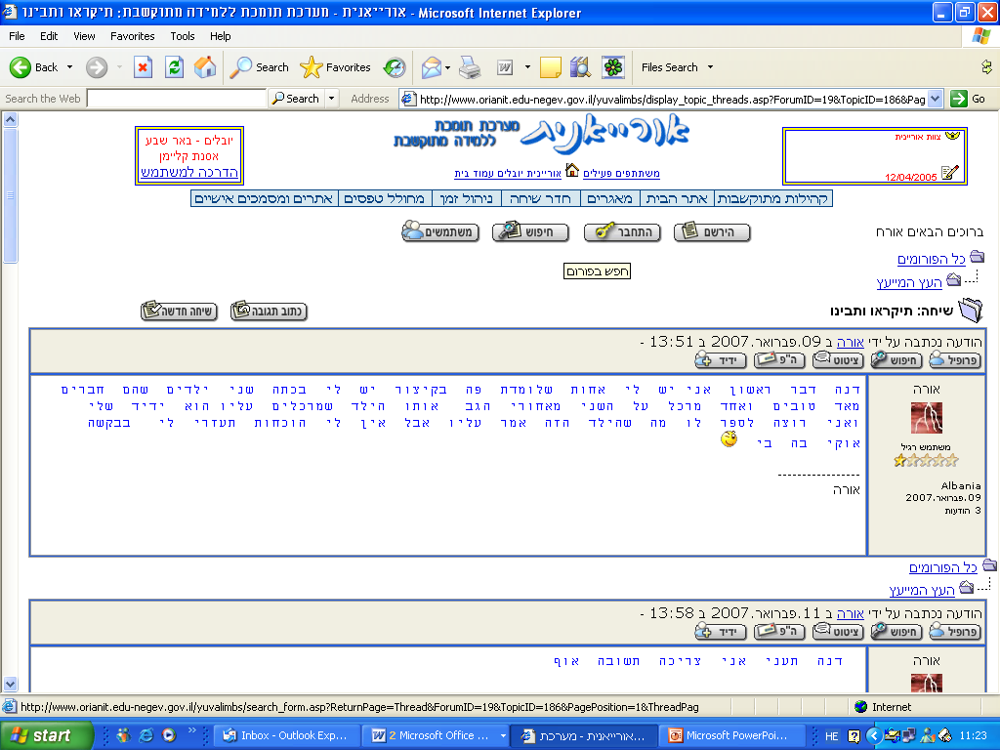 אורייאנית - מערכת תומכת ללמידה מתוקשבת: תיקראו ותבינו - Microsoft Internet Explorer
File Edit View Favorites Tools Help
Back Search Favorites Files Search
Search the Web Search Address http://www.orianit.edu-negev.gov.il/yuvalimbs/display_topic_threads.asp?ForumID=19&TopicID=186&Pag Go
צוות אוריינית
12/04/2005
אורייאנית
מערכת תומכת
ללמידה מתוקשבת
משתתפים פעילים אוריינית יובלים עמוד בית
יובלים - באר שבע
אסנת קליימן
הדרכה למשתמש
קהילות מתוקשבות אתר הבית מאגרים חדר שיחה ניהול זמן מחולל טפסים אתרים ומסמכים אישיים
ברוכים הבאים אורח
הירשם התחבר חיפוש משתמשים
כל הפורומים
העץ המייעץ
חפש בפורום
שיחה: תיקראו ותבינו
כתוב תגובה שיחה חדשה
הודעה נכתבה על ידי אורה ב 09.פברואר.2007 ב 13:51 -
פרופיל חיפוש ציטוט ה"פ ידיד
אורה
משתמש רגיל
Albania
09.פברואר.2007
3 הודעות
דנה דבר ראשון אני יש לי אחות שלומדת פה בקיצור יש לי בכתה שני ילדים שהם חברים
מאד טובים ואחד מרכל על השני מאחורי הגב אותו הילד שמרכלים עליו הוא ידיד שלי
ואני רוצה לספר לו מה שהילד הזה אמר עליו אבל אין לי הוכחות תעזרי לי בבקשה
אוקי בה בי
-----------------
אורה
כל הפורומים
העץ המייעץ
הודעה נכתבה על ידי אורה ב 11.פברואר.2007 ב 13:58 -
פרופיל חיפוש ציטוט ה"פ ידיד
אורה
דנה תעני אני צריכה תשובה אוף
http://www.orianit.edu-negev.gov.il/yuvalimbs/search_form.asp?ReturnPage=Thread&ForumID=19&TopicID=186&PagePosition=1&ThreadPag Internet
start Inbox - Outlook Exp... 2 Microsoft Office ... אורייאנית - מערכת... Microsoft PowerPoi... HE 11:23